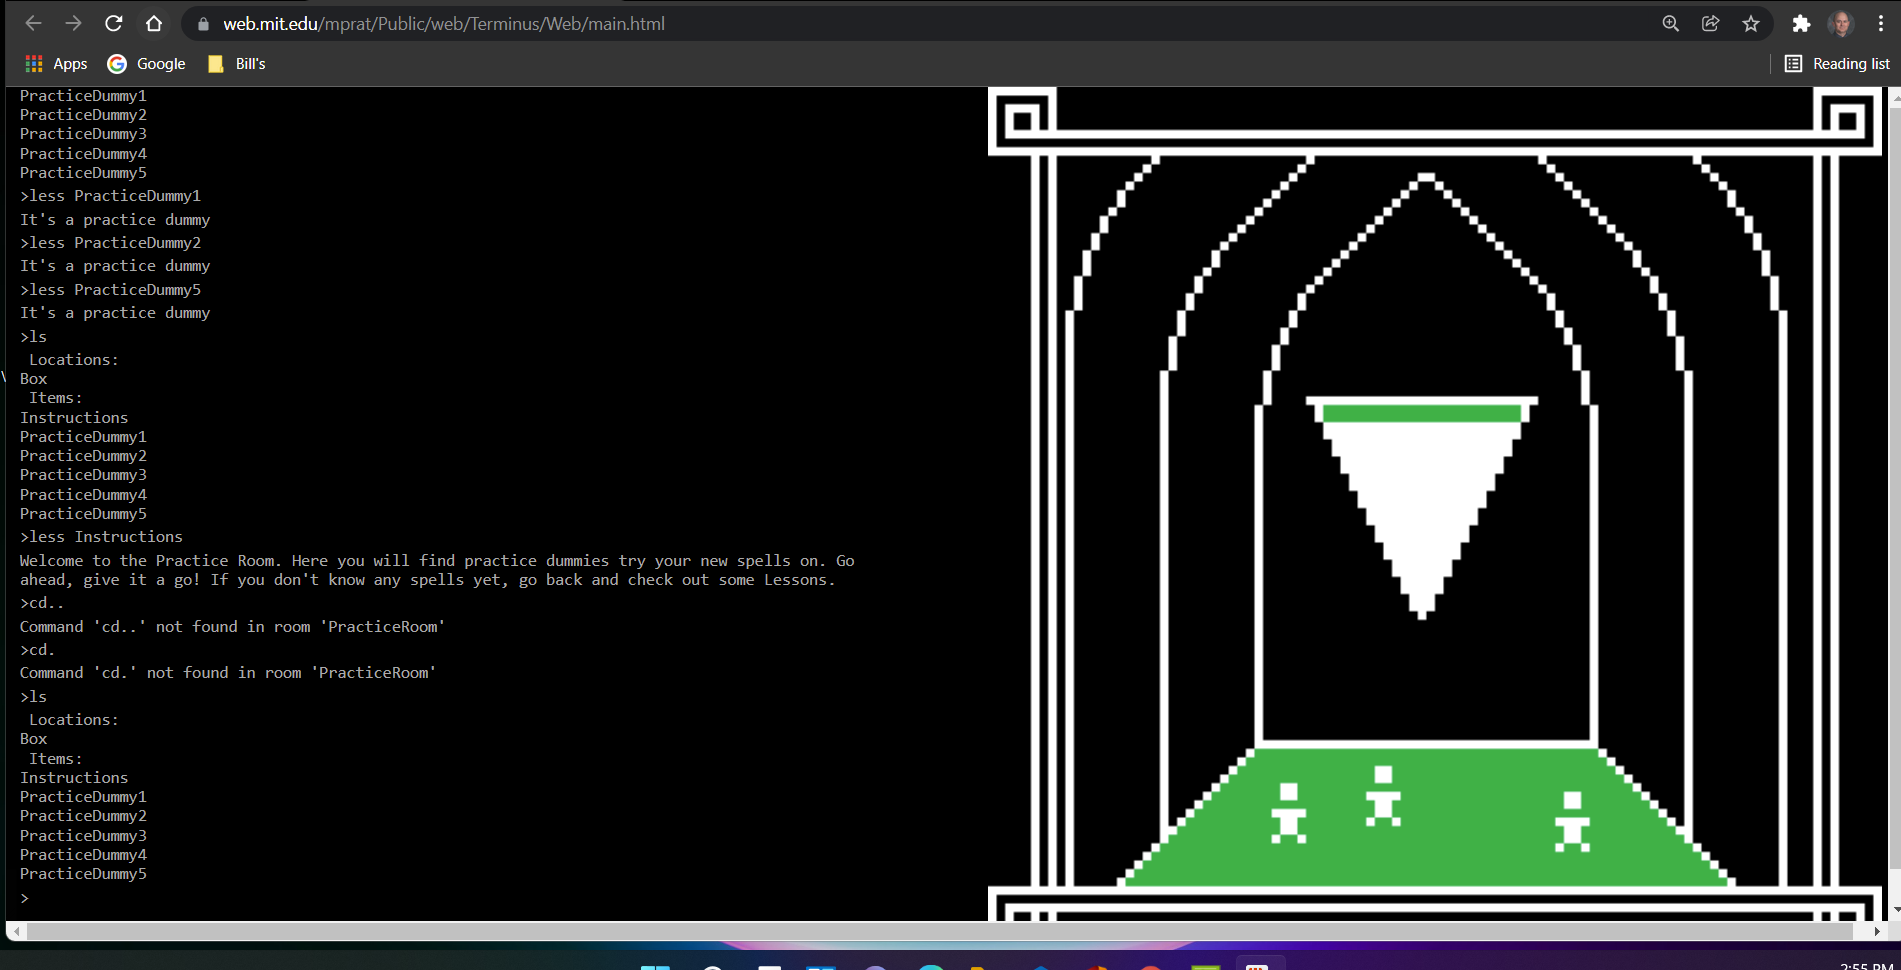 web.mit.edu/mprat/Public/web/Terminus/Web/main.html
Apps Google Bill's Reading list
PracticeDummy1
PracticeDummy2
PracticeDummy3
PracticeDummy4
PracticeDummy5
>less PracticeDummy1
It's a practice dummy
>less PracticeDummy2
It's a practice dummy
>less PracticeDummy5
It's a practice dummy
>ls
Locations:
Box
Items:
Instructions
PracticeDummy1
PracticeDummy2
PracticeDummy3
PracticeDummy4
PracticeDummy5
>less Instructions
Welcome to the Practice Room. Here you will find practice dummies try your new spells on. Go
ahead, give it a go! If you don't know any spells yet, go back and check out some Lessons.
>cd..
Command 'cd..' not found in room 'PracticeRoom'
>cd.
Command 'cd.' not found in room 'PracticeRoom'
>ls
Locations:
Box
Items:
Instructions
PracticeDummy1
PracticeDummy2
PracticeDummy3
PracticeDummy4
PracticeDummy5
>
2:55 PM